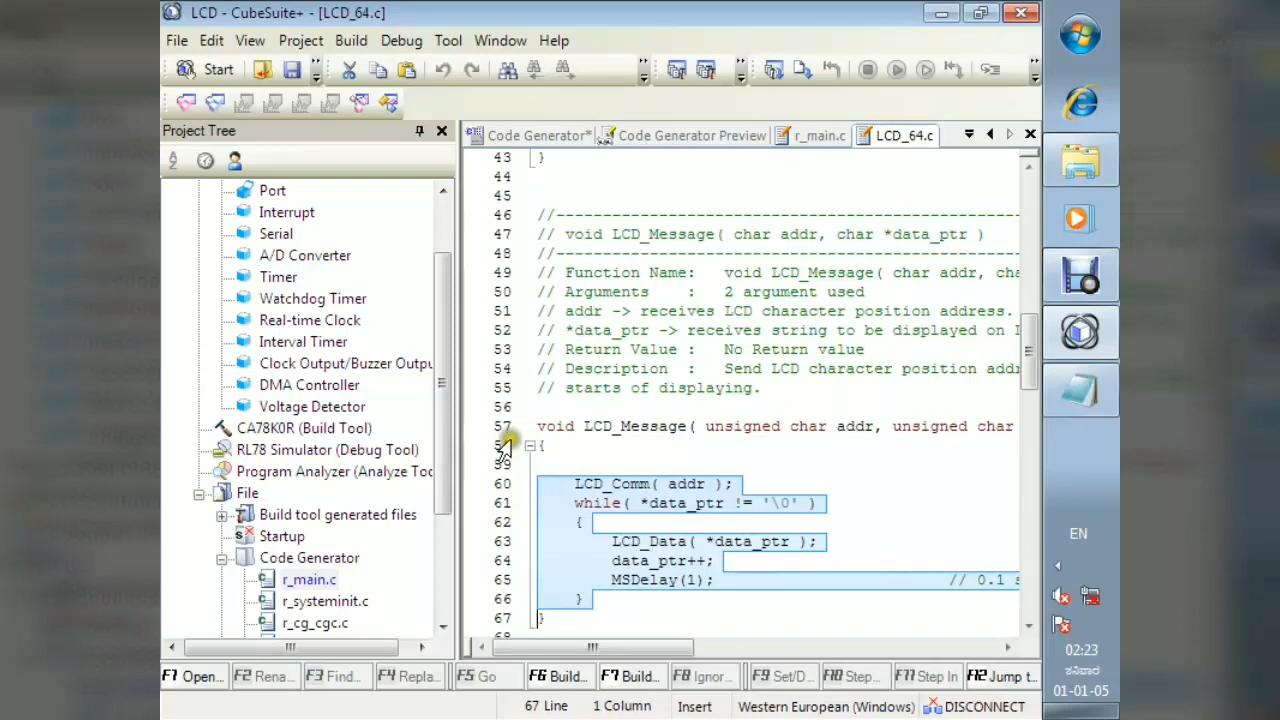 LCD - CubeSuite+ - [LCD_64.c]
File Edit View Project Build Debug Tool Window Help
Start
Project Tree
Code Generator* Code Generator Preview r_main.c LCD_64.c
Port
Interrupt
Serial
A/D Converter
Timer
Watchdog Timer
Real-time Clock
Interval Timer
Clock Output/Buzzer Outpu
DMA Controller
Voltage Detector
CA78K0R (Build Tool)
RL78 Simulator (Debug Tool)
Program Analyzer (Analyze Too
File
Build tool generated files
Startup
Code Generator
r_main.c
r_systeminit.c
r_cg_cgc.c
43 }
44
45
46 //--------------------------------------------------
47 // void LCD_Message( char addr, char *data_ptr )
48 //--------------------------------------------------
49 // Function Name: void LCD_Message( char addr, cha
50 // Arguments : 2 argument used
51 // addr -> receives LCD character position address.
52 // *data_ptr -> receives string to be displayed on
53 // Return Value : No Return value
54 // Description : Send LCD character position addr
55 // starts of displaying.
56
57 void LCD_Message( unsigned char addr, unsigned char
{
59
60 LCD_Comm( addr );
61 while( *data_ptr != '\0' )
62 {
63 LCD_Data( *data_ptr );
64 data_ptr++;
65 MSDelay(1); // 0.1 s
66 }
67 }
68
F1 Open... F2 Rena... F3 Find... F4 Repla... F5 Go F6 Build... F7 Build... F8 Ignor... F9 Set/D... F10 Step... F11 Step In F12 Jump t...
67 Line 1 Column Insert Western European (Windows) DISCONNECT
EN
02:23
ಶನಿವಾರ
01-01-05